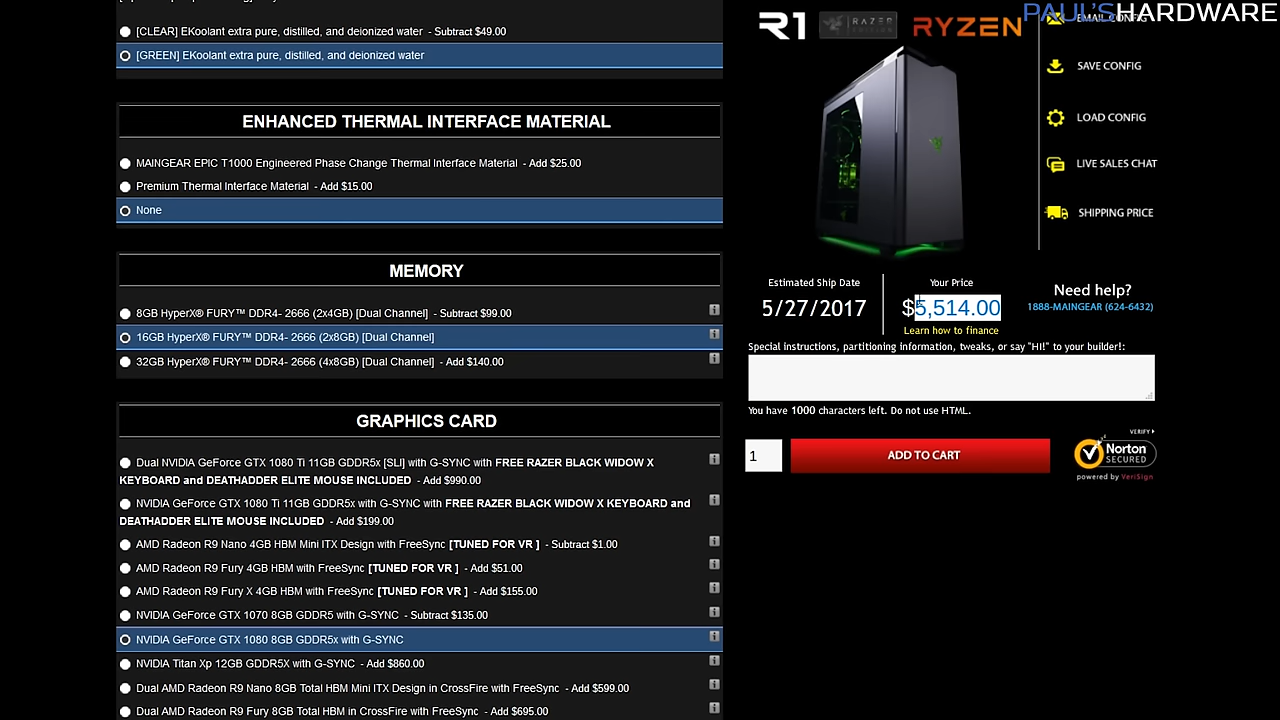 [CLEAR] EKoolant extra pure, distilled, and deionized water - Subtract $49.00
[GREEN] EKoolant extra pure, distilled, and deionized water
ENHANCED THERMAL INTERFACE MATERIAL
MAINGEAR EPIC T1000 Engineered Phase Change Thermal Interface Material - Add $25.00
Premium Thermal Interface Material - Add $15.00
None
MEMORY
8GB HyperX® FURY™ DDR4- 2666 (2x4GB) [Dual Channel] - Subtract $99.00
16GB HyperX® FURY™ DDR4- 2666 (2x8GB) [Dual Channel]
32GB HyperX® FURY™ DDR4- 2666 (4x8GB) [Dual Channel] - Add $140.00
GRAPHICS CARD
Dual NVIDIA GeForce GTX 1080 Ti 11GB GDDR5x [SLI] with G-SYNC with FREE RAZER BLACK WIDOW X
KEYBOARD and DEATHADDER ELITE MOUSE INCLUDED - Add $990.00
NVIDIA GeForce GTX 1080 Ti 11GB GDDR5x with G-SYNC with FREE RAZER BLACK WIDOW X KEYBOARD and
DEATHADDER ELITE MOUSE INCLUDED - Add $199.00
AMD Radeon R9 Nano 4GB HBM Mini ITX Design with FreeSync [TUNED FOR VR ] - Subtract $1.00
AMD Radeon R9 Fury 4GB HBM with FreeSync [TUNED FOR VR ] - Add $51.00
AMD Radeon R9 Fury X 4GB HBM with FreeSync [TUNED FOR VR ] - Add $155.00
NVIDIA GeForce GTX 1070 8GB GDDR5 with G-SYNC - Subtract $135.00
NVIDIA GeForce GTX 1080 8GB GDDR5x with G-SYNC
NVIDIA Titan Xp 12GB GDDR5X with G-SYNC - Add $860.00
Dual AMD Radeon R9 Nano 8GB Total HBM Mini ITX Design in CrossFire with FreeSync - Add $599.00
Dual AMD Radeon R9 Fury 8GB Total HBM in CrossFire with FreeSync - Add $695.00
PAUL'SHARDWARE
R1 RAZER EDITION RYZEN
EMAIL CONFIG
SAVE CONFIG
LOAD CONFIG
LIVE SALES CHAT
SHIPPING PRICE
Estimated Ship Date
5/27/2017
Your Price
$5,514.00
Learn how to finance
Need help?
1888-MAINGEAR (624-6432)
Special instructions, partitioning information, tweaks, or say "HI!" to your builder!:
You have 1000 characters left. Do not use HTML.
1
ADD TO CART
VERIFY
Norton
SECURED
powered by VeriSign